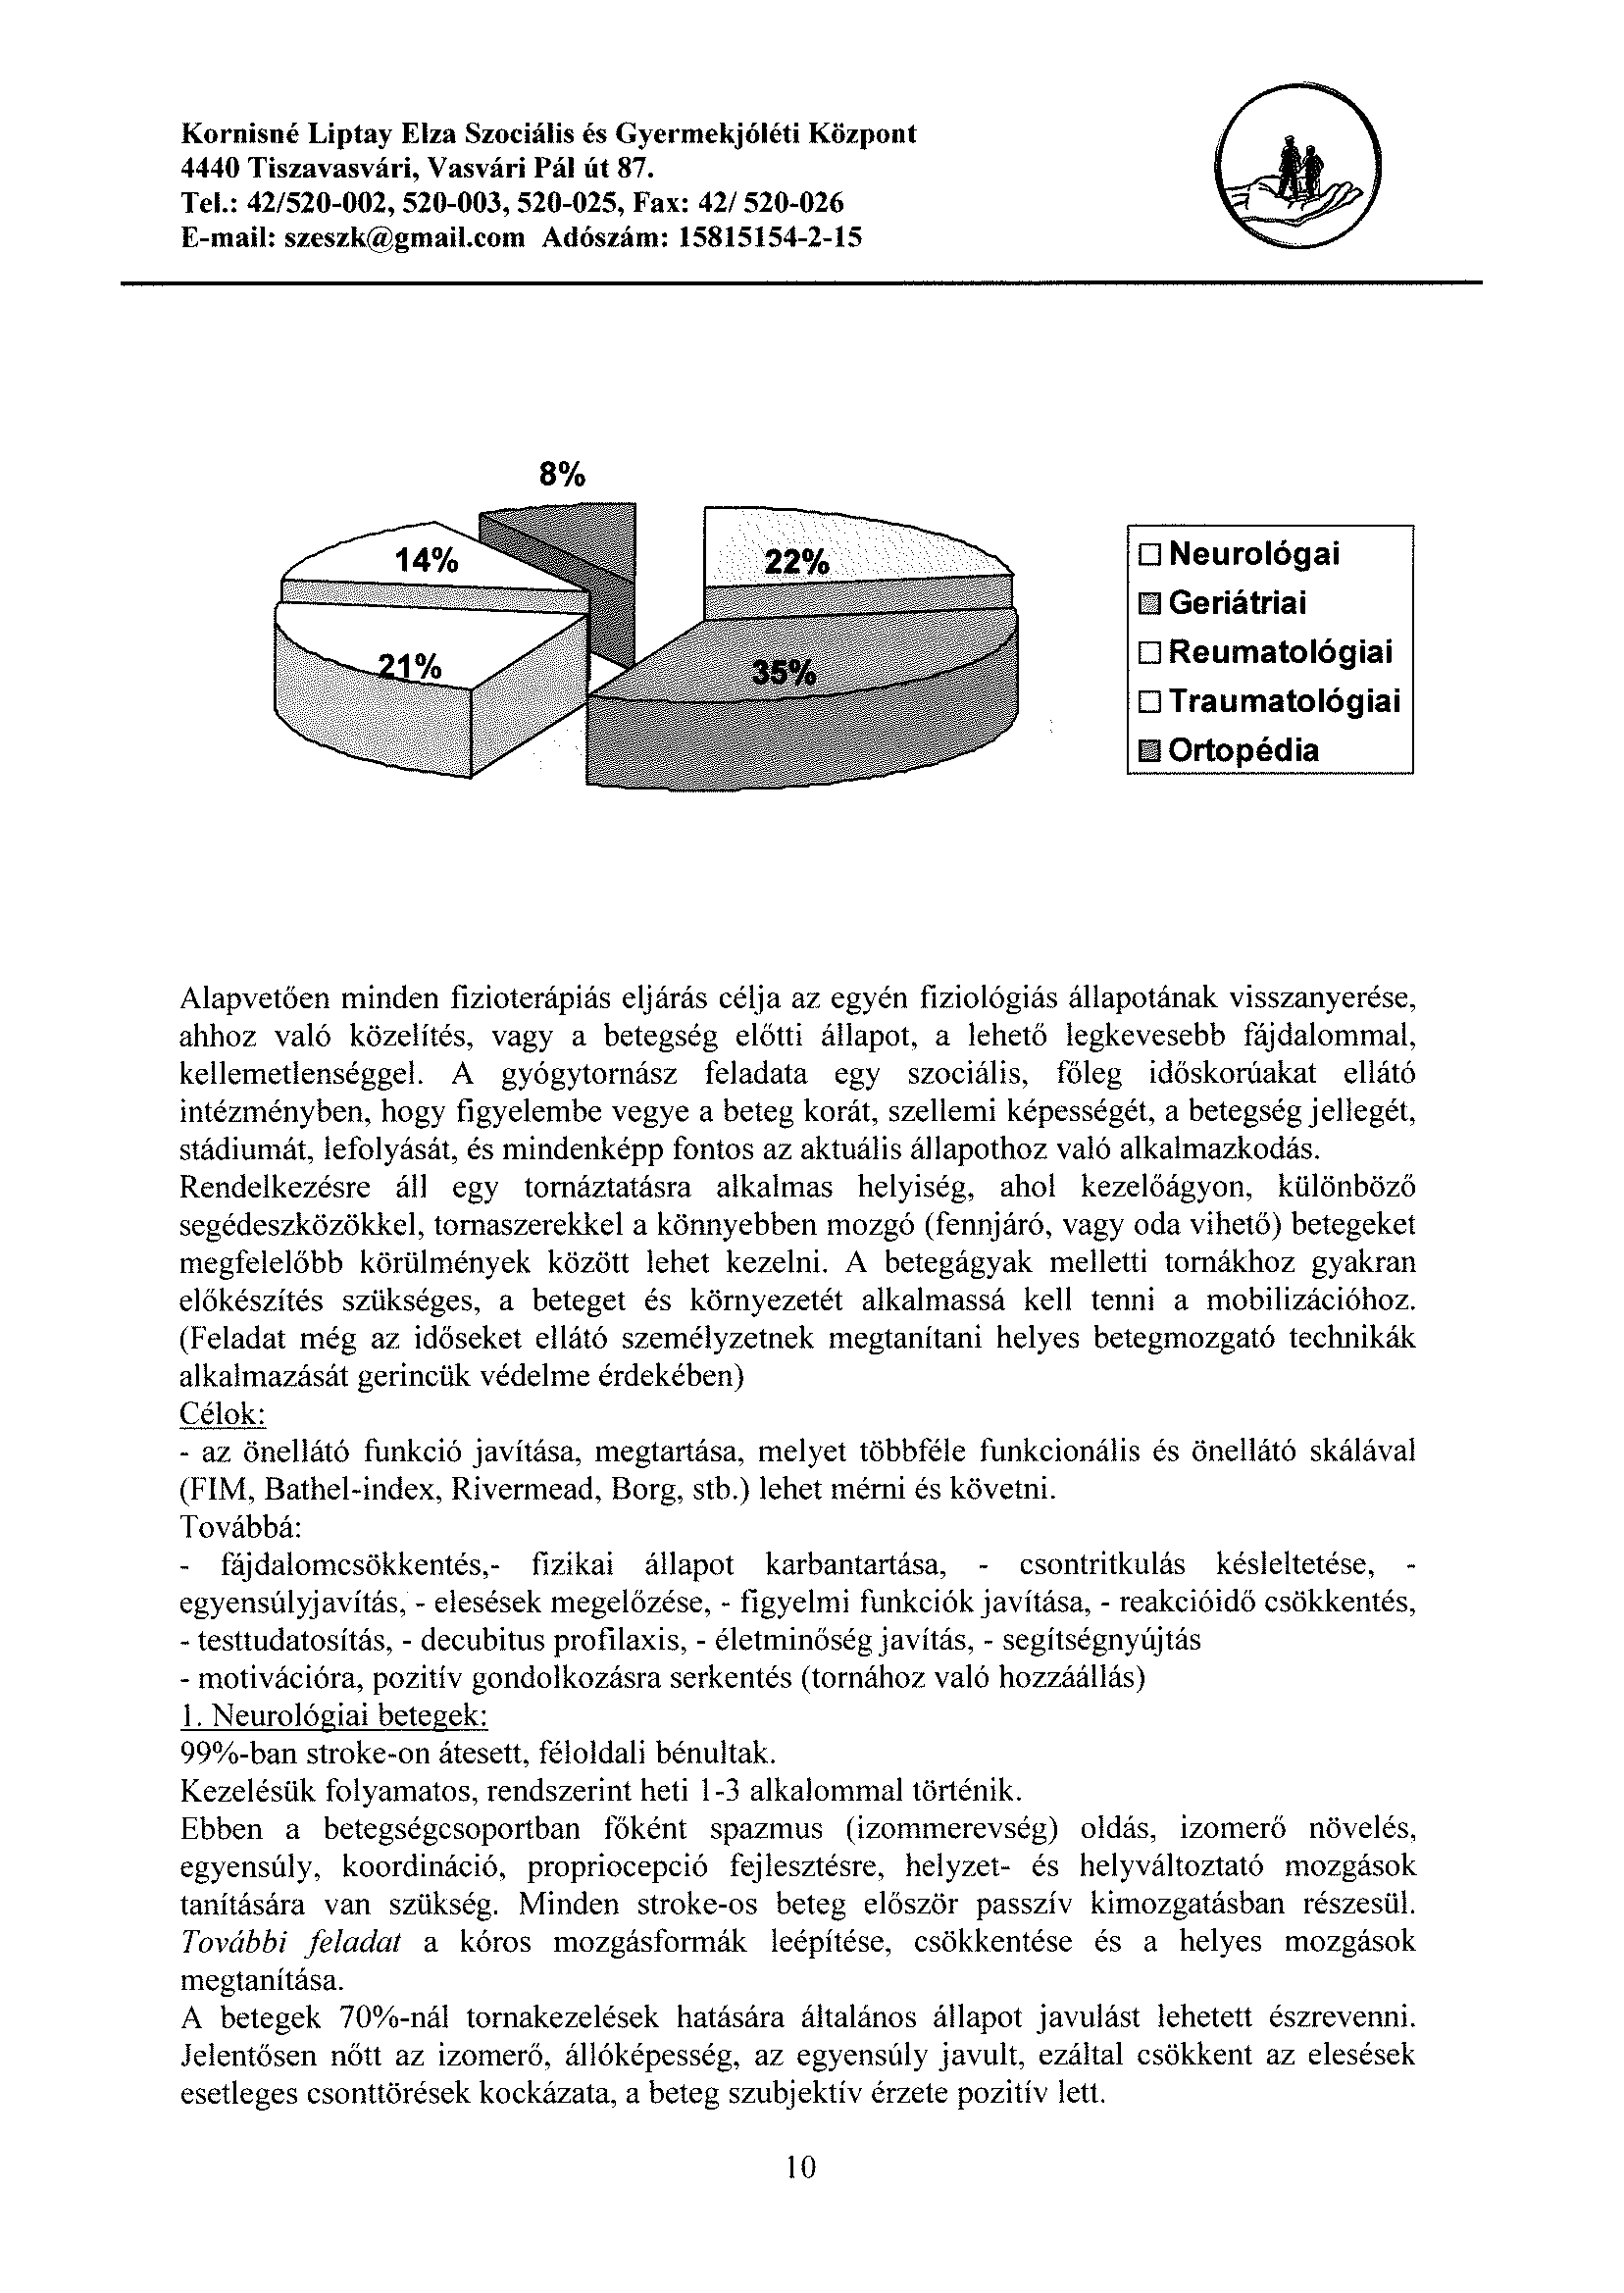 Kornisné Liptay Elza Szociális és Gyermekjóléti Központ
4440 Tiszavasvári, Vasvári Pál út 87.
Tel.: 42/520-002, 520-003, 520-025, Fax: 42/ 520-026
E-mail: szeszk@gmail.com Adószám: 15815154-2-15
8%
14%
22%
21%
35%
Neurológai
Geriátriai
Reumatológiai
Traumatológiai
Ortopédia
Alapvetően minden fizioterápiás eljárás célja az egyén fiziológiás állapotának visszanyerése,
ahhoz való közelítés, vagy a betegség előtti állapot, a lehető legkevesebb fájdalommal,
kellemetlenséggel. A gyógytornász feladata egy szociális, főleg időskorúakat ellátó
intézményben, hogy figyelembe vegye a beteg korát, szellemi képességét, a betegség jellegét,
stádiumát, lefolyását, és mindenképp fontos az aktuális állapothoz való alkalmazkodás.
Rendelkezésre áll egy tornáztatásra alkalmas helyiség, ahol kezelőágyon, különböző
segédeszközökkel, tornaszerekkel a könnyebben mozgó (fennjáró, vagy oda vihető) betegeket
megfelelőbb körülmények között lehet kezelni. A betegágyak melletti tornákhoz gyakran
előkészítés szükséges, a beteget és környezetét alkalmassá kell tenni a mobilizációhoz.
(Feladat még az időseket ellátó személyzetnek megtanítani helyes betegmozgató technikák
alkalmazását gerincük védelme érdekében)
Célok:
- az önellátó funkció javítása, megtartása, melyet többféle funkcionális és önellátó skálával
(FIM, Bathel-index, Rivermead, Borg, stb.) lehet mérni és követni.
Továbbá:
- fájdalomcsökkentés,- fizikai állapot karbantartása, - csontritkulás késleltetése, -
egyensúlyjavítás, - elesések megelőzése, - figyelmi funkciók javítása, - reakcióidő csökkentés,
- testtudatosítás, - decubitus profilaxis, - életminőség javítás, - segítségnyújtás
- motivációra, pozitív gondolkozásra serkentés (tornához való hozzáállás)
1. Neurológiai betegek:
99%-ban stroke-on átesett, féloldali bénultak.
Kezelésük folyamatos, rendszerint heti 1-3 alkalommal történik.
Ebben a betegségcsoportban főként spazmus (izommerevség) oldás, izomerő növelés,
egyensúly, koordináció, propriocepció fejlesztésre, helyzet- és helyváltoztató mozgások
tanítására van szükség. Minden stroke-os beteg először passzív kimozgatásban részesül.
További feladat a kóros mozgásformák leépítése, csökkentése és a helyes mozgások
megtanítása.
A betegek 70%-nál tornakezelések hatására általános állapot javulást lehetett észrevenni.
Jelentősen nőtt az izomerő, állóképesség, az egyensúly javult, ezáltal csökkent az elesések
esetleges csonttörések kockázata, a beteg szubjektív érzete pozitív lett.
10